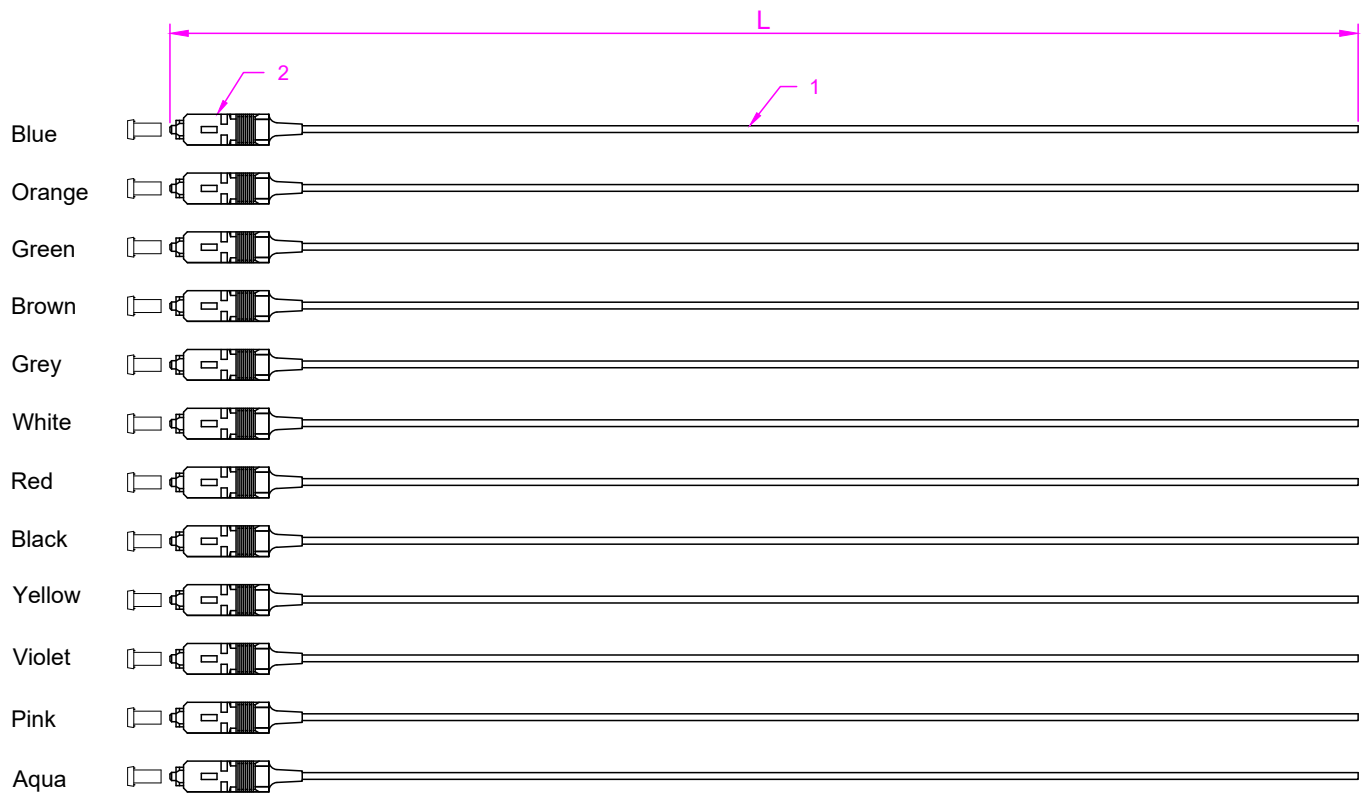 L
2
1
Blue
Orange
Green
Brown
Grey
White
Red
Black
Yellow
Violet
Pink
Aqua